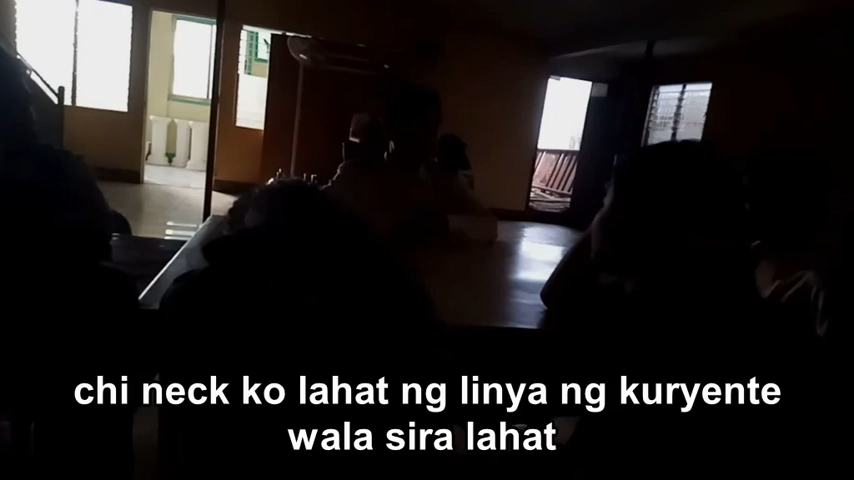 chi neck ko lahat ng linya ng kuryente
wala sira lahat